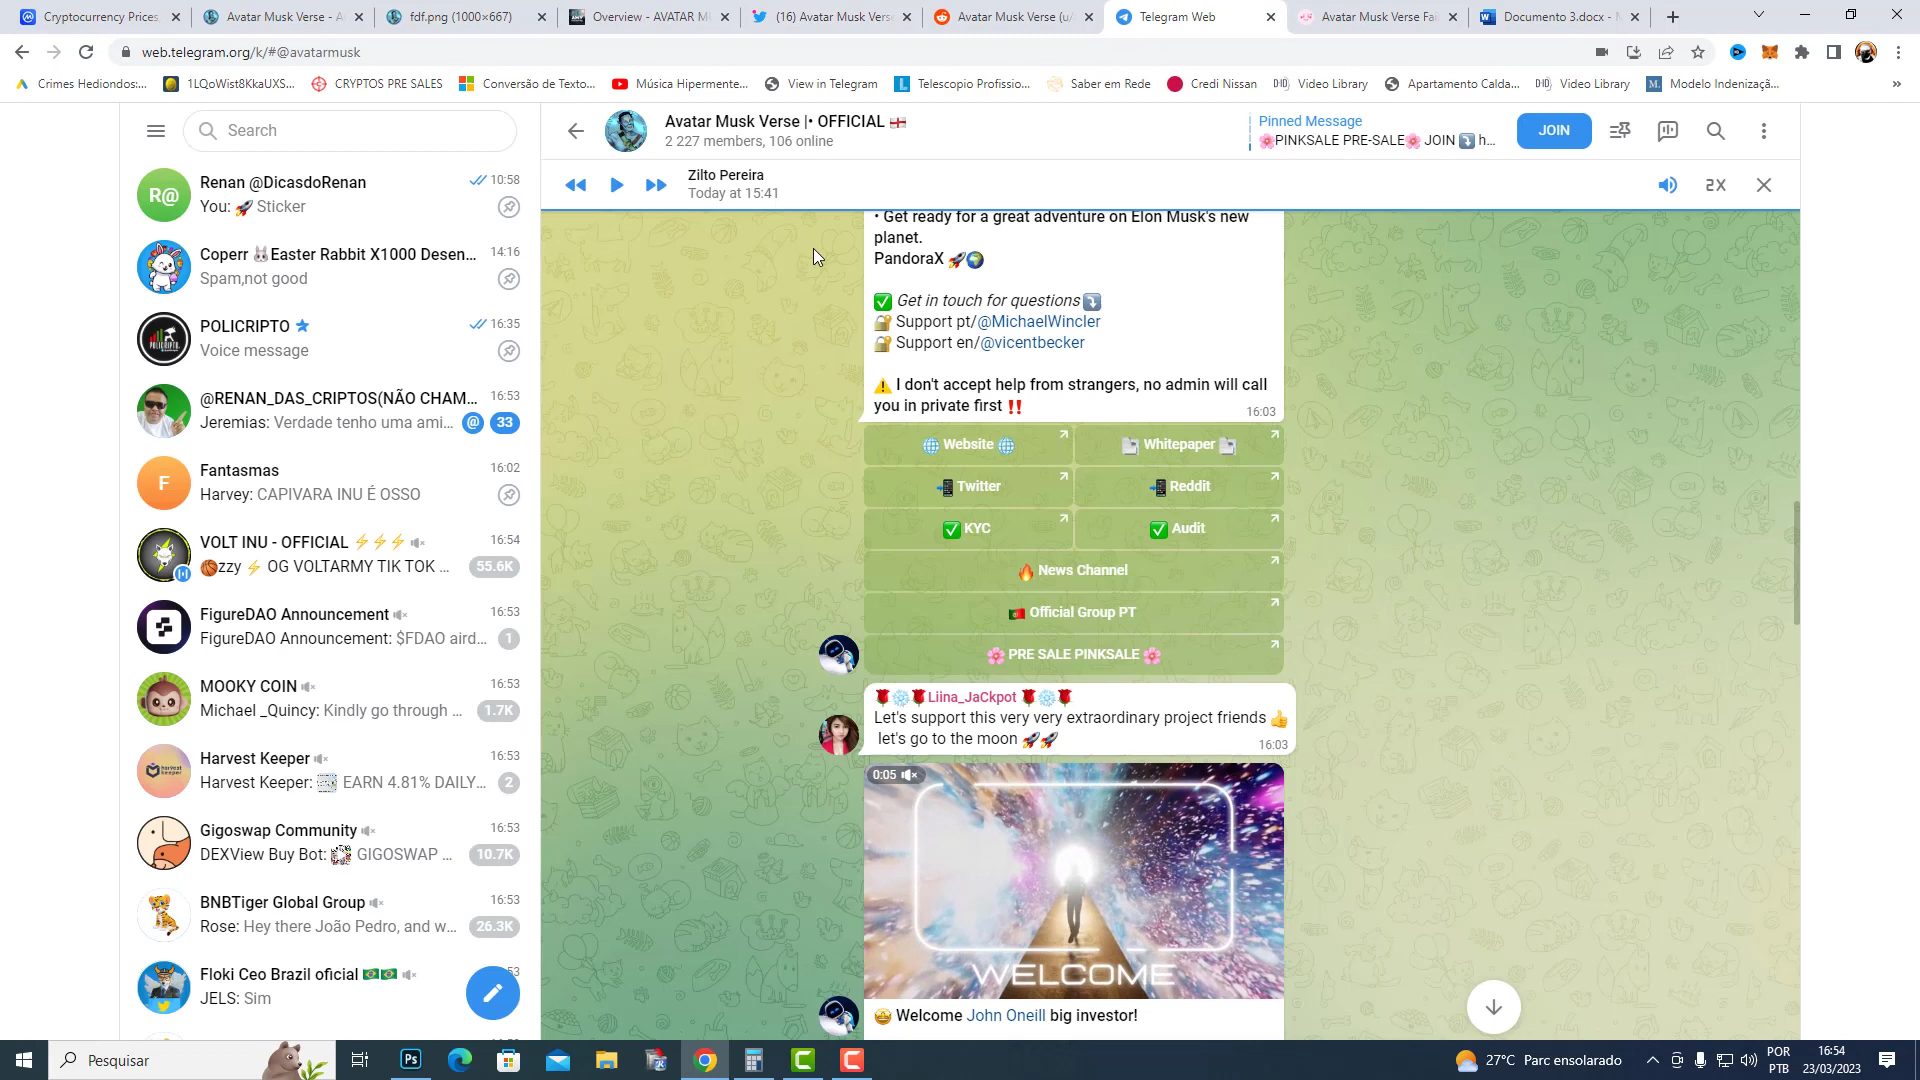 Cryptocurrency Prices,
Avatar Musk Verse - A
fdf.png (1000×667)
Overview - AVATAR MU
(16) Avatar Musk Verse
Avatar Musk Verse (u/
Telegram Web
Avatar Musk Verse Fai
Documento 3.docx - M
web.telegram.org/k/#@avatarmusk
Crimes Hediondos:...
1LQoWist8KkaUXS...
CRYPTOS PRE SALES
Conversão de Texto...
Música Hipermente...
View in Telegram
Telescopio Profissio...
Saber em Rede
Credi Nissan
Video Library
Apartamento Calda...
Video Library
Modelo Indenizaçã...
»
Search
Renan @DicasdoRenan
10:58
R@
You: 🚀 Sticker
Coperr 🐰Easter Rabbit X1000 Desen...
14:16
Spam,not good
POLICRIPTO
16:35
Voice message
@RENAN_DAS_CRIPTOS(NÃO CHAM...
16:53
Jeremias: Verdade tenho uma ami...
@
33
Fantasmas
16:02
F
Harvey: CAPIVARA INU É OSSO
VOLT INU - OFFICIAL ⚡⚡⚡
16:54
🏀zzy ⚡ OG VOLTARMY TIK TOK ...
55.6K
FigureDAO Announcement
16:53
FigureDAO Announcement: $FDAO aird...
1
MOOKY COIN
16:53
Michael _Quincy: Kindly go through ...
1.7K
Harvest Keeper
16:53
Harvest Keeper: EARN 4.81% DAILY...
2
Gigoswap Community
16:53
DEXView Buy Bot: GIGOSWAP ...
10.7K
BNBTiger Global Group
16:53
Rose: Hey there João Pedro, and w...
26.3K
Floki Ceo Brazil oficial 🇧🇷🇧🇷
53
JELS: Sim
Avatar Musk Verse |• OFFICIAL 🏴󠁧󠁢󠁥󠁮󠁧󠁿
2 227 members, 106 online
Pinned Message
🌸PINKSALE PRE-SALE🌸 JOIN ⤵️ h...
JOIN
Zilto Pereira
Today at 15:41
2X
• Get ready for a great adventure on Elon Musk's new
planet.
PandoraX 🚀🌍
✅ Get in touch for questions ⤵️
🔐 Support pt/@MichaelWincler
🔐 Support en/@vicentbecker
⚠️ I don't accept help from strangers, no admin will call
you in private first ‼️
16:03
🌐 Website 🌐
Whitepaper
📲 Twitter
📲 Reddit
✅ KYC
✅ Audit
🔥 News Channel
🇵🇹 Official Group PT
🌸 PRE SALE PINKSALE 🌸
🌹❄️🌹Liina_JaCkpot 🌹❄️🌹
Let's support this very very extraordinary project friends 👍
let's go to the moon 🚀🚀
16:03
0:05
WELCOME
🤩 Welcome John Oneill big investor!
Pesquisar
Ps
27°C Parc ensolarado
POR
PTB
16:54
23/03/2023